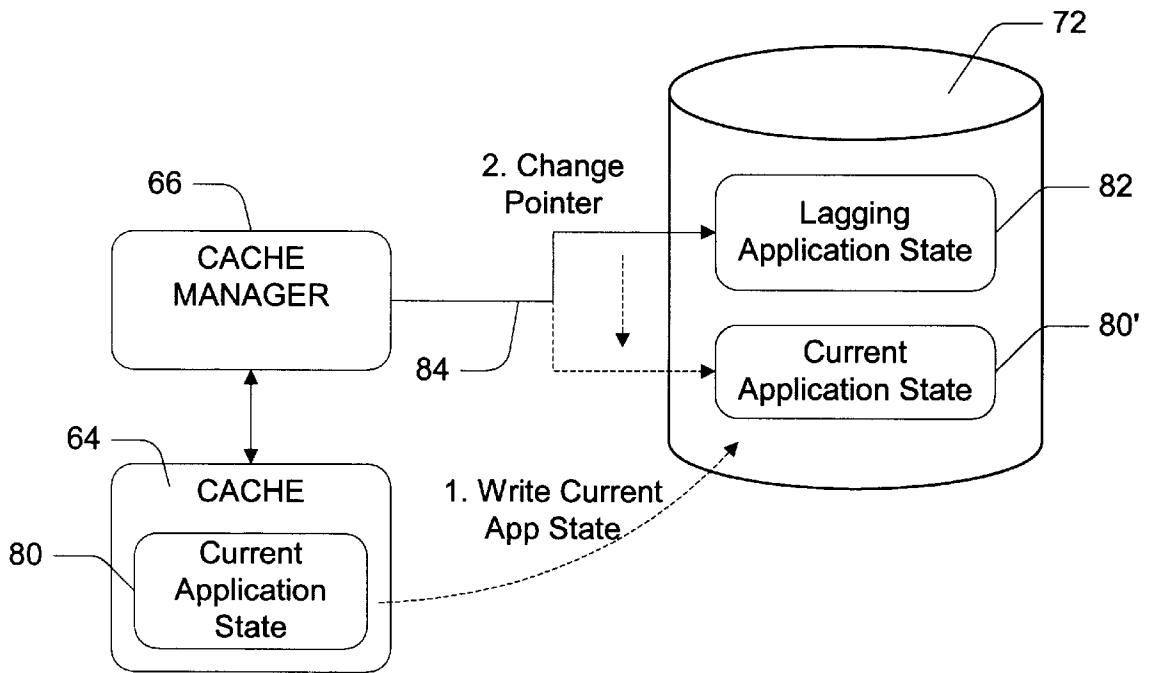 72
66
2. Change
Pointer
82
Lagging
Application State
CACHE
MANAGER
84
80'
Current
Application State
64
CACHE
1. Write Current
App State
80
Current
Application
State